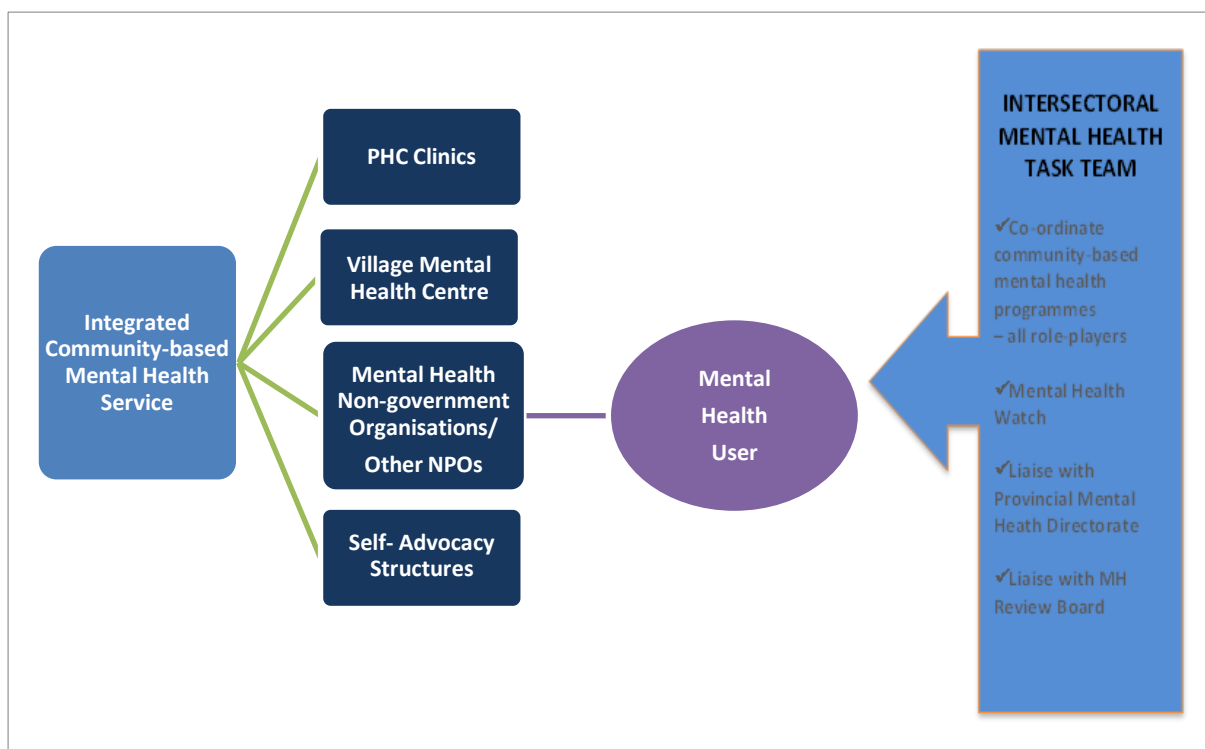 Integrated
Community-based
Mental Health
Service
PHC Clinics
Village Mental
Health Centre
Mental Health
Non-government
Organisations/
Other NPOs
Self- Advocacy
Structures
Mental
Health
User
INTERSECTORAL
MENTAL HEALTH
TASK TEAM
✓Co-ordinate
community-based
mental health
programmes
– all role-players
✓Mental Health
Watch
✓Liaise with
Provincial Mental
Heath Directorate
✓Liaise with MH
Review Board